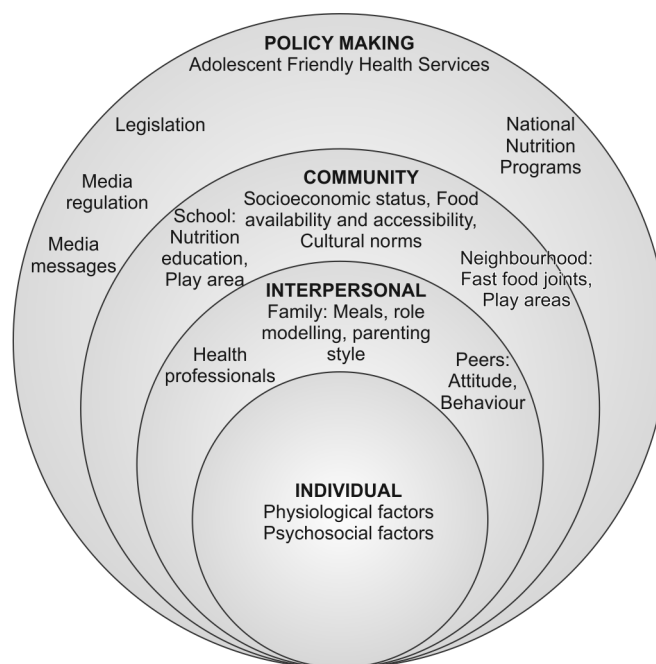 POLICY MAKING
Adolescent Friendly Health Services
Legislation
National
Nutrition
Programs
Media
regulation
Media
messages
COMMUNITY
Socioeconomic status, Food
availability and accessibility,
Cultural norms
School:
Nutrition
education,
Play area
Neighbourhood:
Fast food joints,
Play areas
INTERPERSONAL
Family: Meals, role
modelling, parenting
style
Health
professionals
Peers:
Attitude,
Behaviour
INDIVIDUAL
Physiological factors
Psychosocial factors